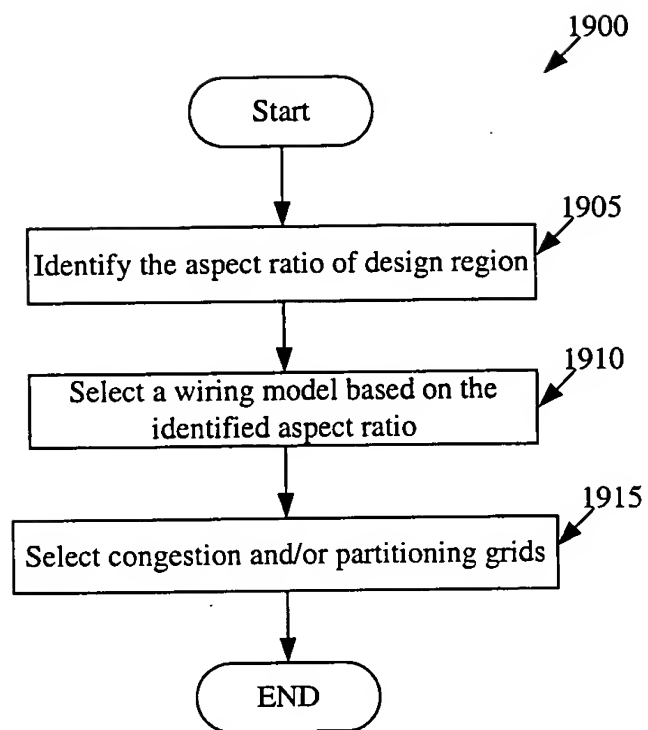 1900
Start
1905
Identify the aspect ratio of design region
1910
Select a wiring model based on the
identified aspect ratio
1915
Select congestion and/or partitioning grids
END